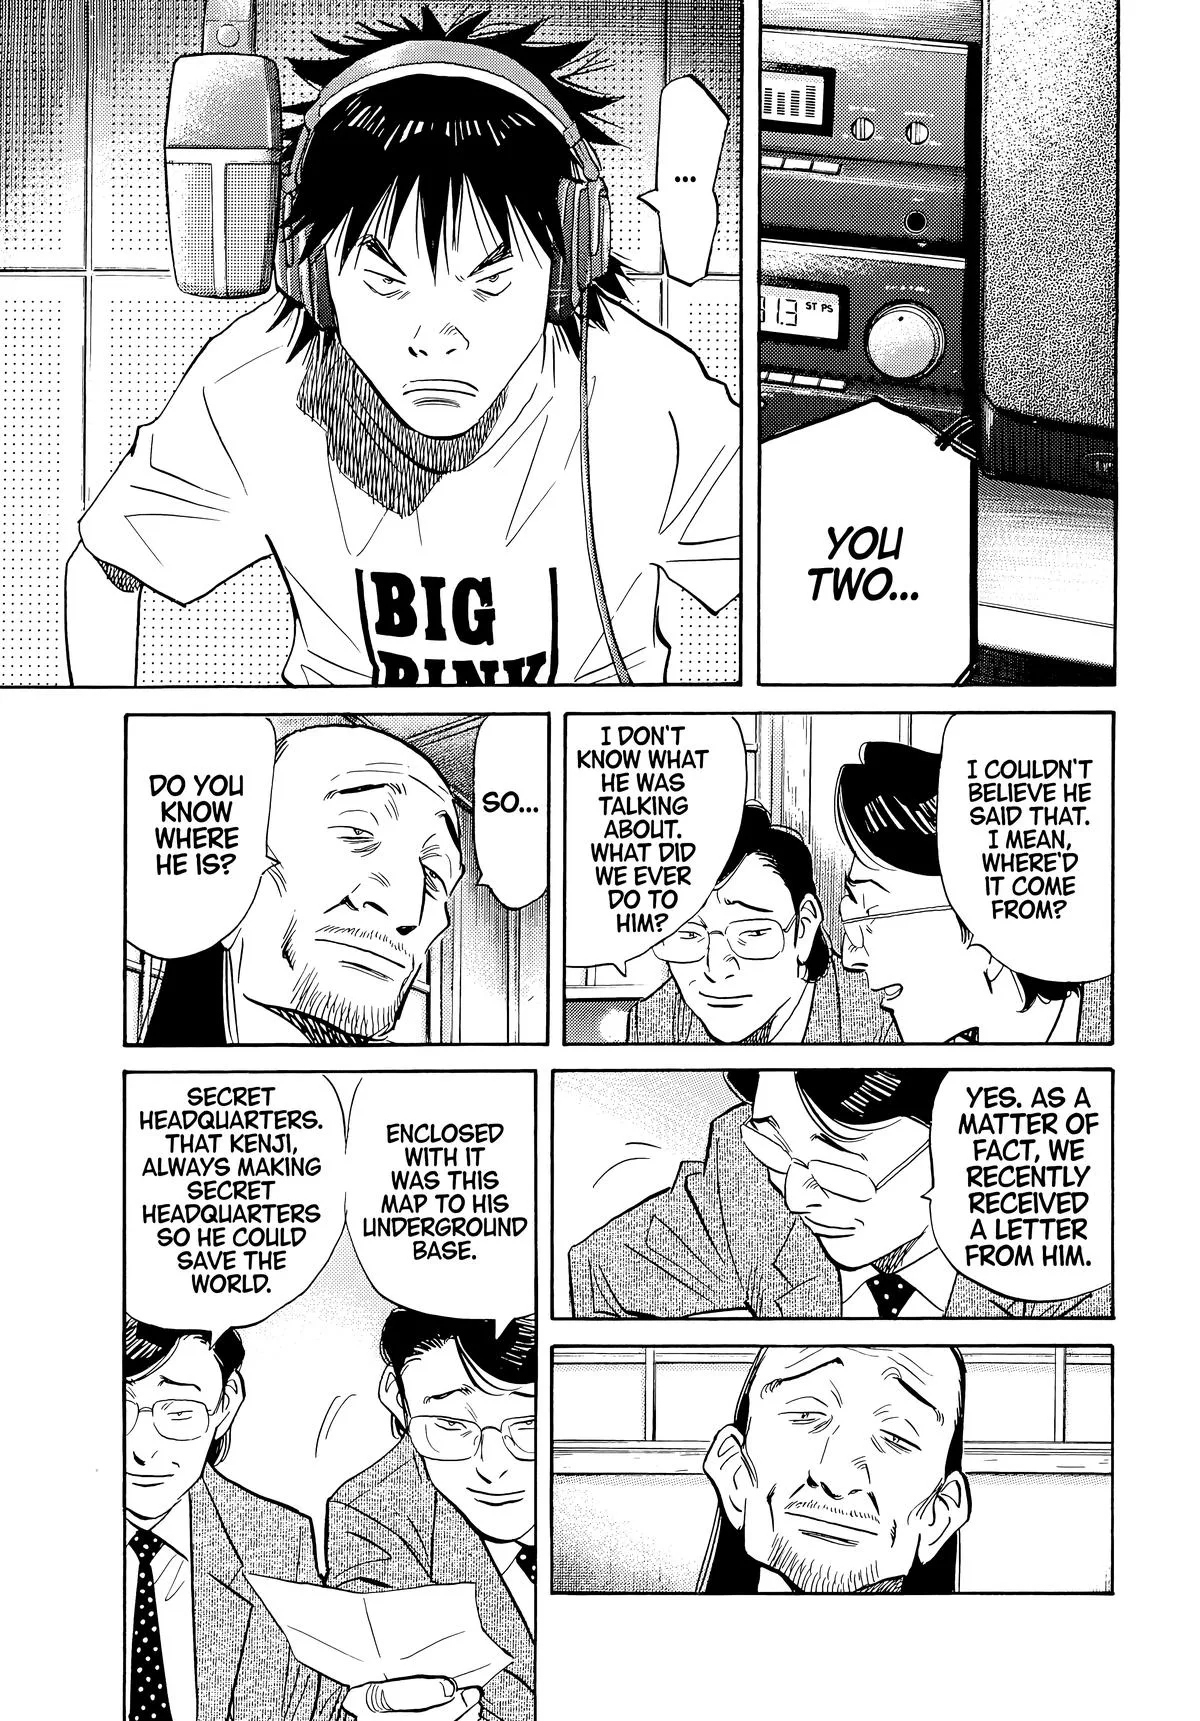 ST PS
YOU
TWO...
...
BIG
PINK
I COULDN'T
BELIEVE HE
SAID THAT.
I MEAN,
WHERE'D
IT COME
FROM?
I DON'T
KNOW WHAT
HE WAS
TALKING
ABOUT.
WHAT DID
WE EVER
DO TO
HIM?
SO...
DO YOU
KNOW
WHERE
HE IS?
YES. AS A
MATTER OF
FACT, WE
RECENTLY
RECEIVED
A LETTER
FROM HIM.
ENCLOSED
WITH IT
WAS THIS
MAP TO HIS
UNDERGROUND
BASE.
SECRET
HEADQUARTERS.
THAT KENJI,
ALWAYS MAKING
SECRET
HEADQUARTERS
SO HE COULD
SAVE THE
WORLD.